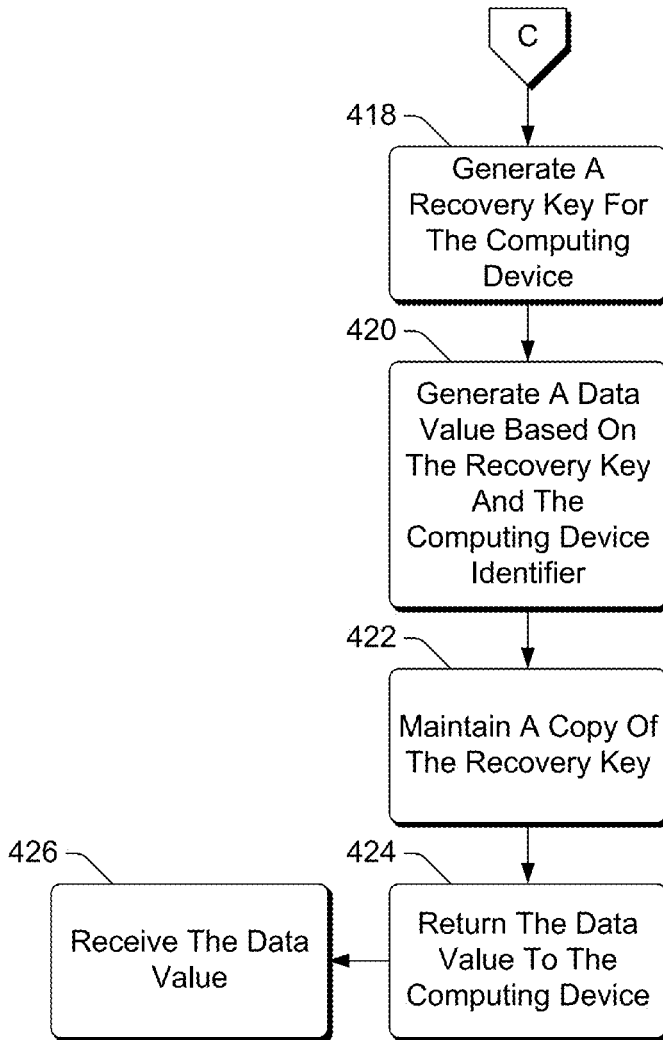 C
418
Generate A
Recovery Key For
The Computing
Device
420
Generate A Data
Value Based On
The Recovery Key
And The
Computing Device
Identifier
422
Maintain A Copy Of
The Recovery Key
424
Return The Data
Value To The
Computing Device
426
Receive The Data
Value